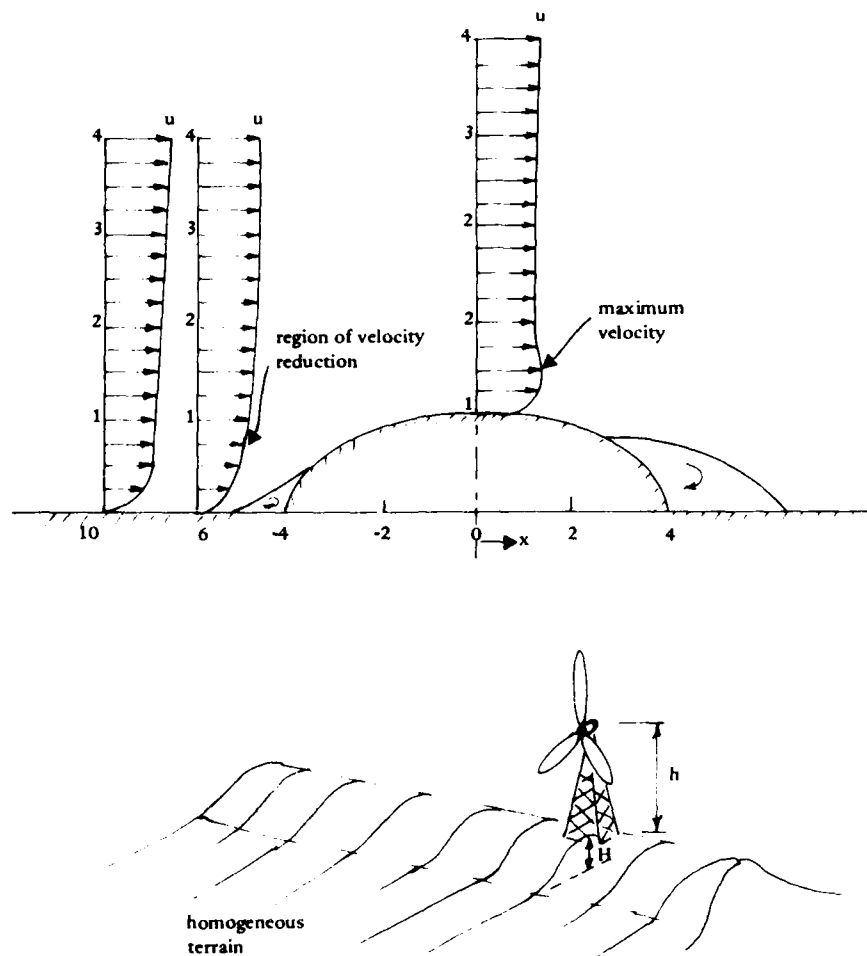 u
4
u
u
4
4
3
3
3
2
maximum
velocity
region of velocity
reduction
2
2
2
1
1
1
10
6
-4
-2
0
x
2
4
h
H
homogeneous
terrain